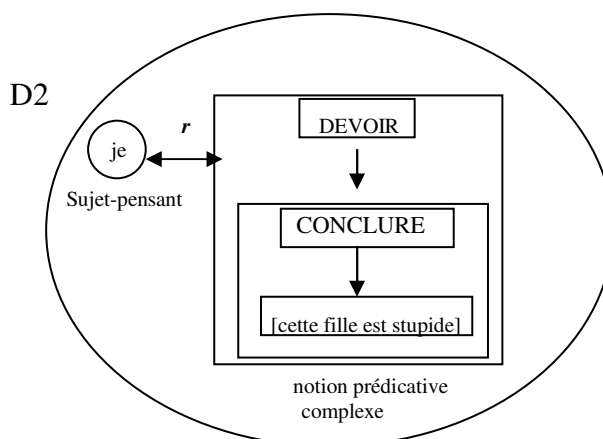 D2
r
DEVOIR
je
Sujet-pensant
CONCLURE
[cette fille est stupide]
notion prédicative
complexe